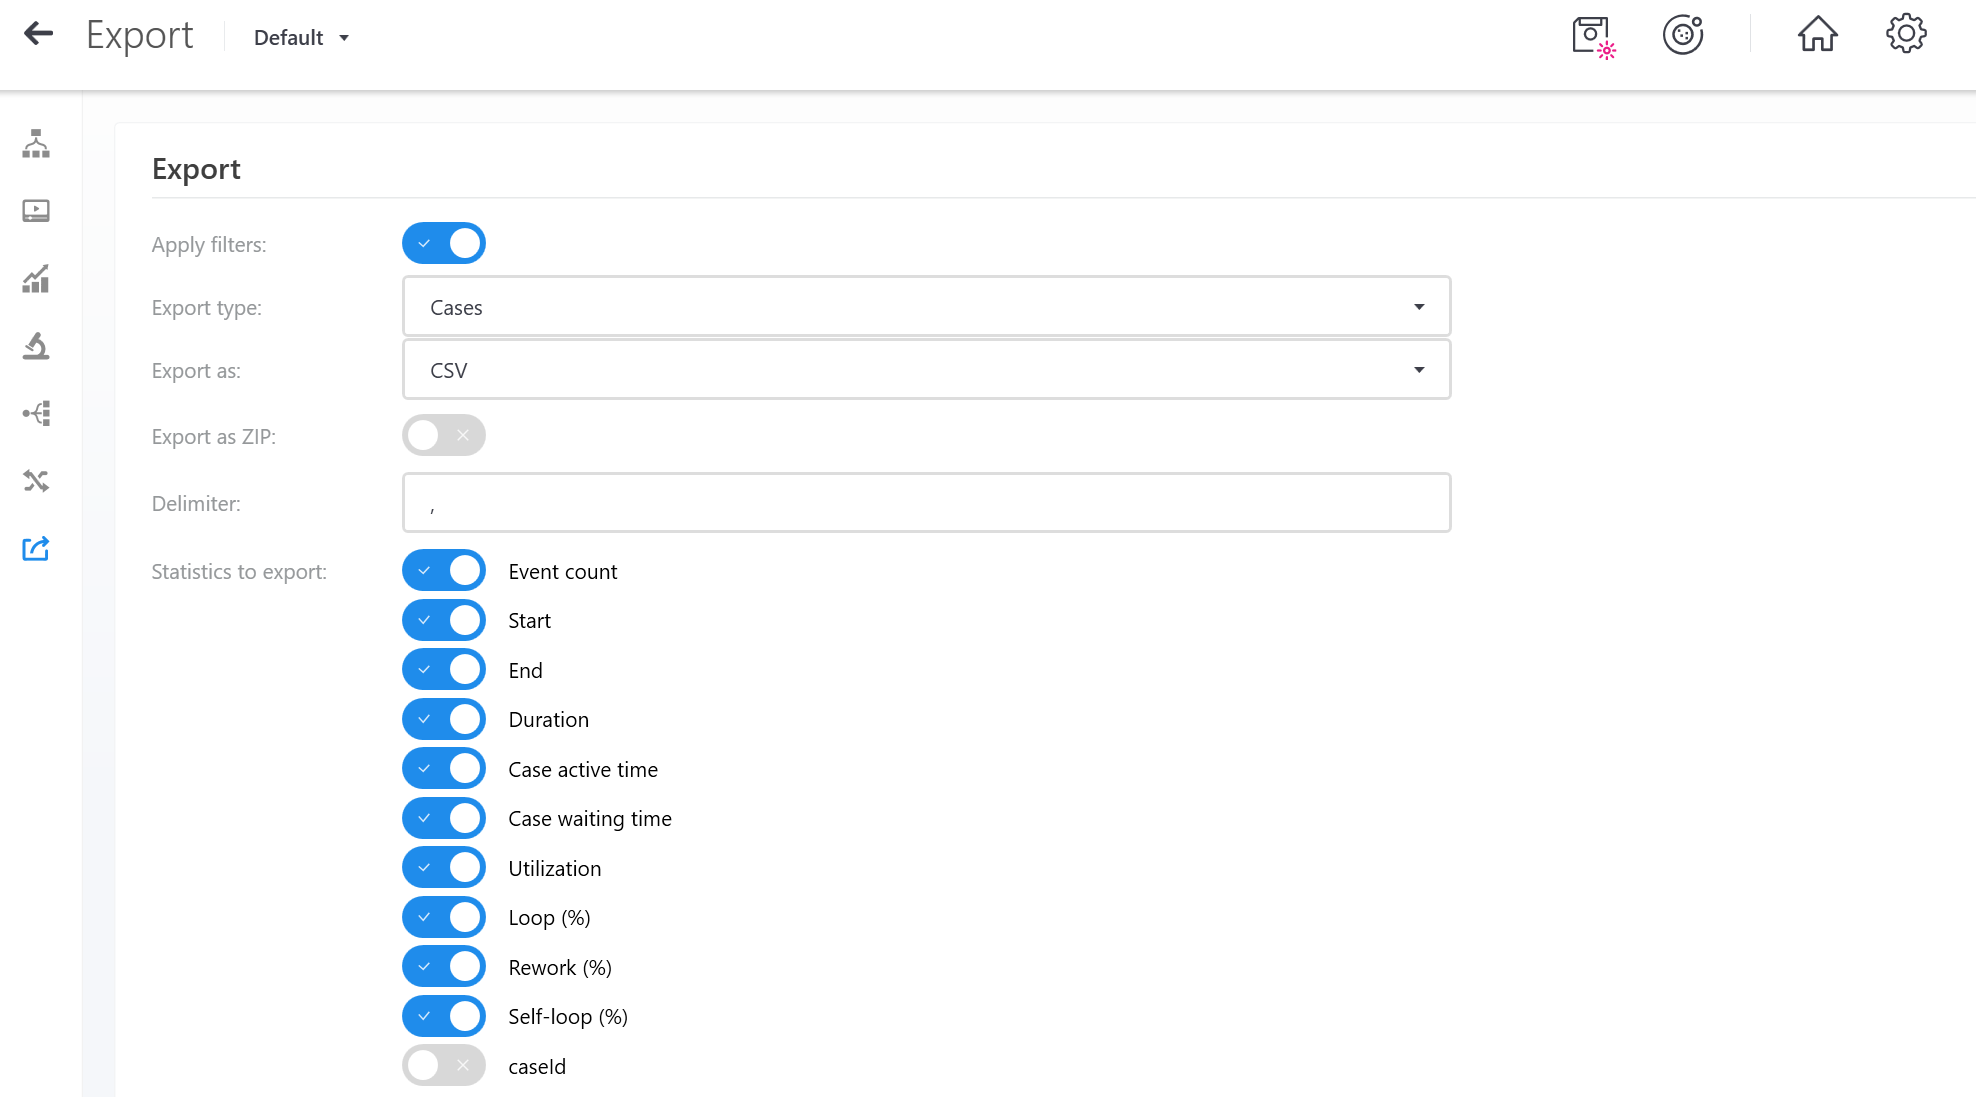 Export Default
Export
Apply filters:
Export type: Cases
Export as: CSV
Export as ZIP:
Delimiter: ,
Statistics to export: Event count
Start
End
Duration
Case active time
Case waiting time
Utilization
Loop (%)
Rework (%)
Self-loop (%)
caseId